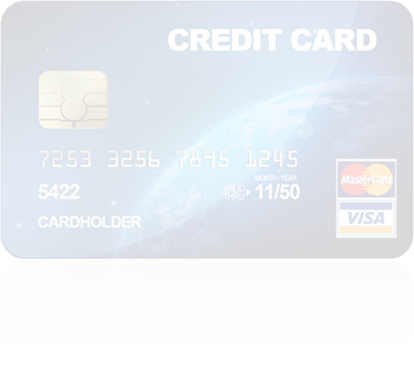 CREDIT CARD
7253 3256 7895 1245
MONTH / YEAR
5422 VALID THRU 11/50
CARDHOLDER
MasterCard
VISA